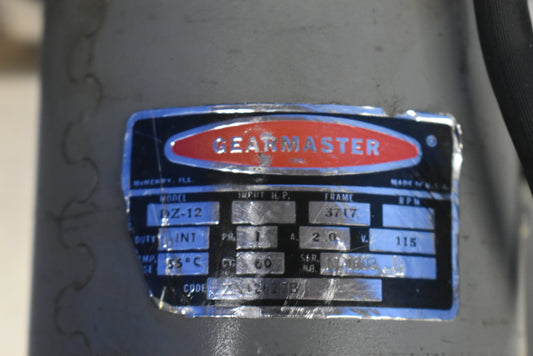 GEARMASTER ®
McHENRY, ILL. MADE IN U.S.A.
MODEL INPUT H.P. FRAME RPM
DZ-12 3717
DUTY INT PH. 1 A. 2.0 V. 115
55°C CY. 60 SER. NO.
CODE